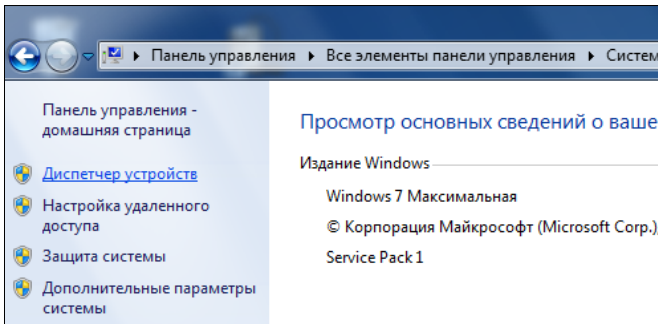 Панель управления ▸ Все элементы панели управления ▸ Систем
Панель управления -
домашняя страница
Просмотр основных сведений о ваше
Диспетчер устройств
Издание Windows
Настройка удаленного
доступа
Windows 7 Максимальная
© Корпорация Майкрософт (Microsoft Corp.)
Защита системы
Service Pack 1
Дополнительные параметры
системы